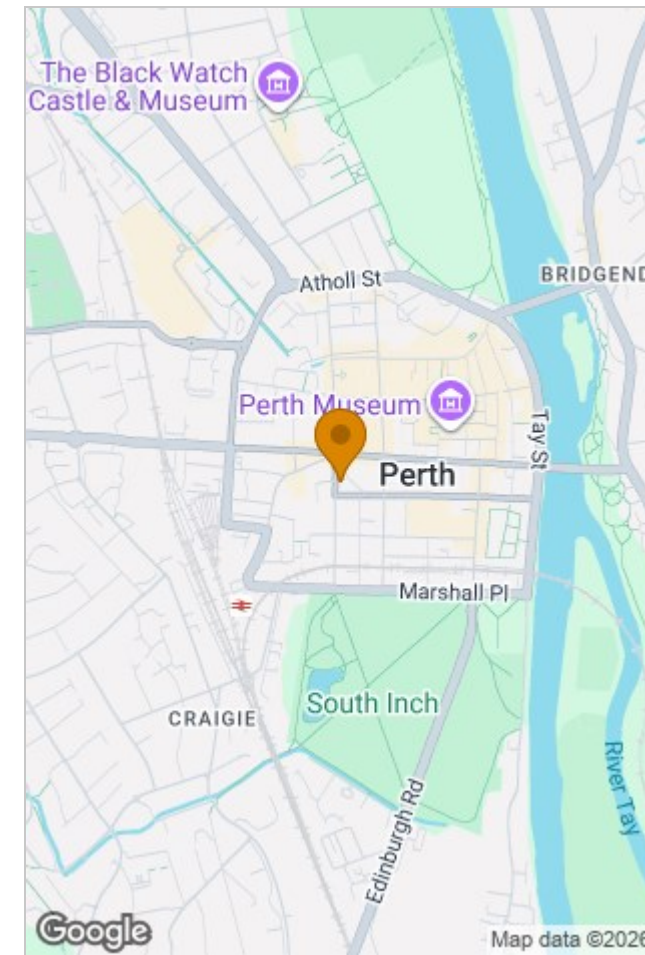 The Black Watch
Castle & Museum
Atholl St
BRIDGEND
Perth Museum
Tay St
Perth
Marshall Pl
South Inch
CRAIGIE
River Tay
Edinburgh Rd
Google
Map data ©2026